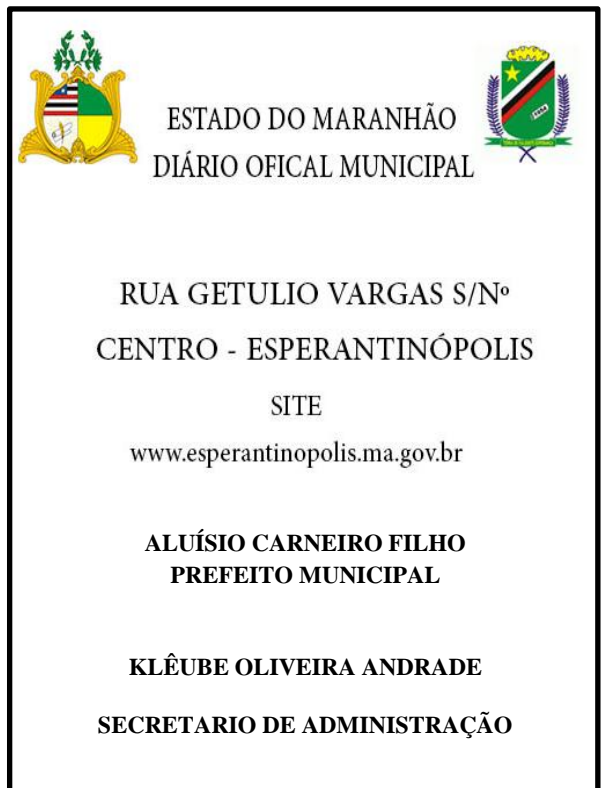 ESTADO DO MARANHÃO
DIÁRIO OFICAL MUNICIPAL
RUA GETULIO VARGAS S/Nº
CENTRO - ESPERANTINÓPOLIS
SITE
www.esperantinopolis.ma.gov.br
ALUÍSIO CARNEIRO FILHO
PREFEITO MUNICIPAL
KLÊUBE OLIVEIRA ANDRADE
SECRETARIO DE ADMINISTRAÇÃO